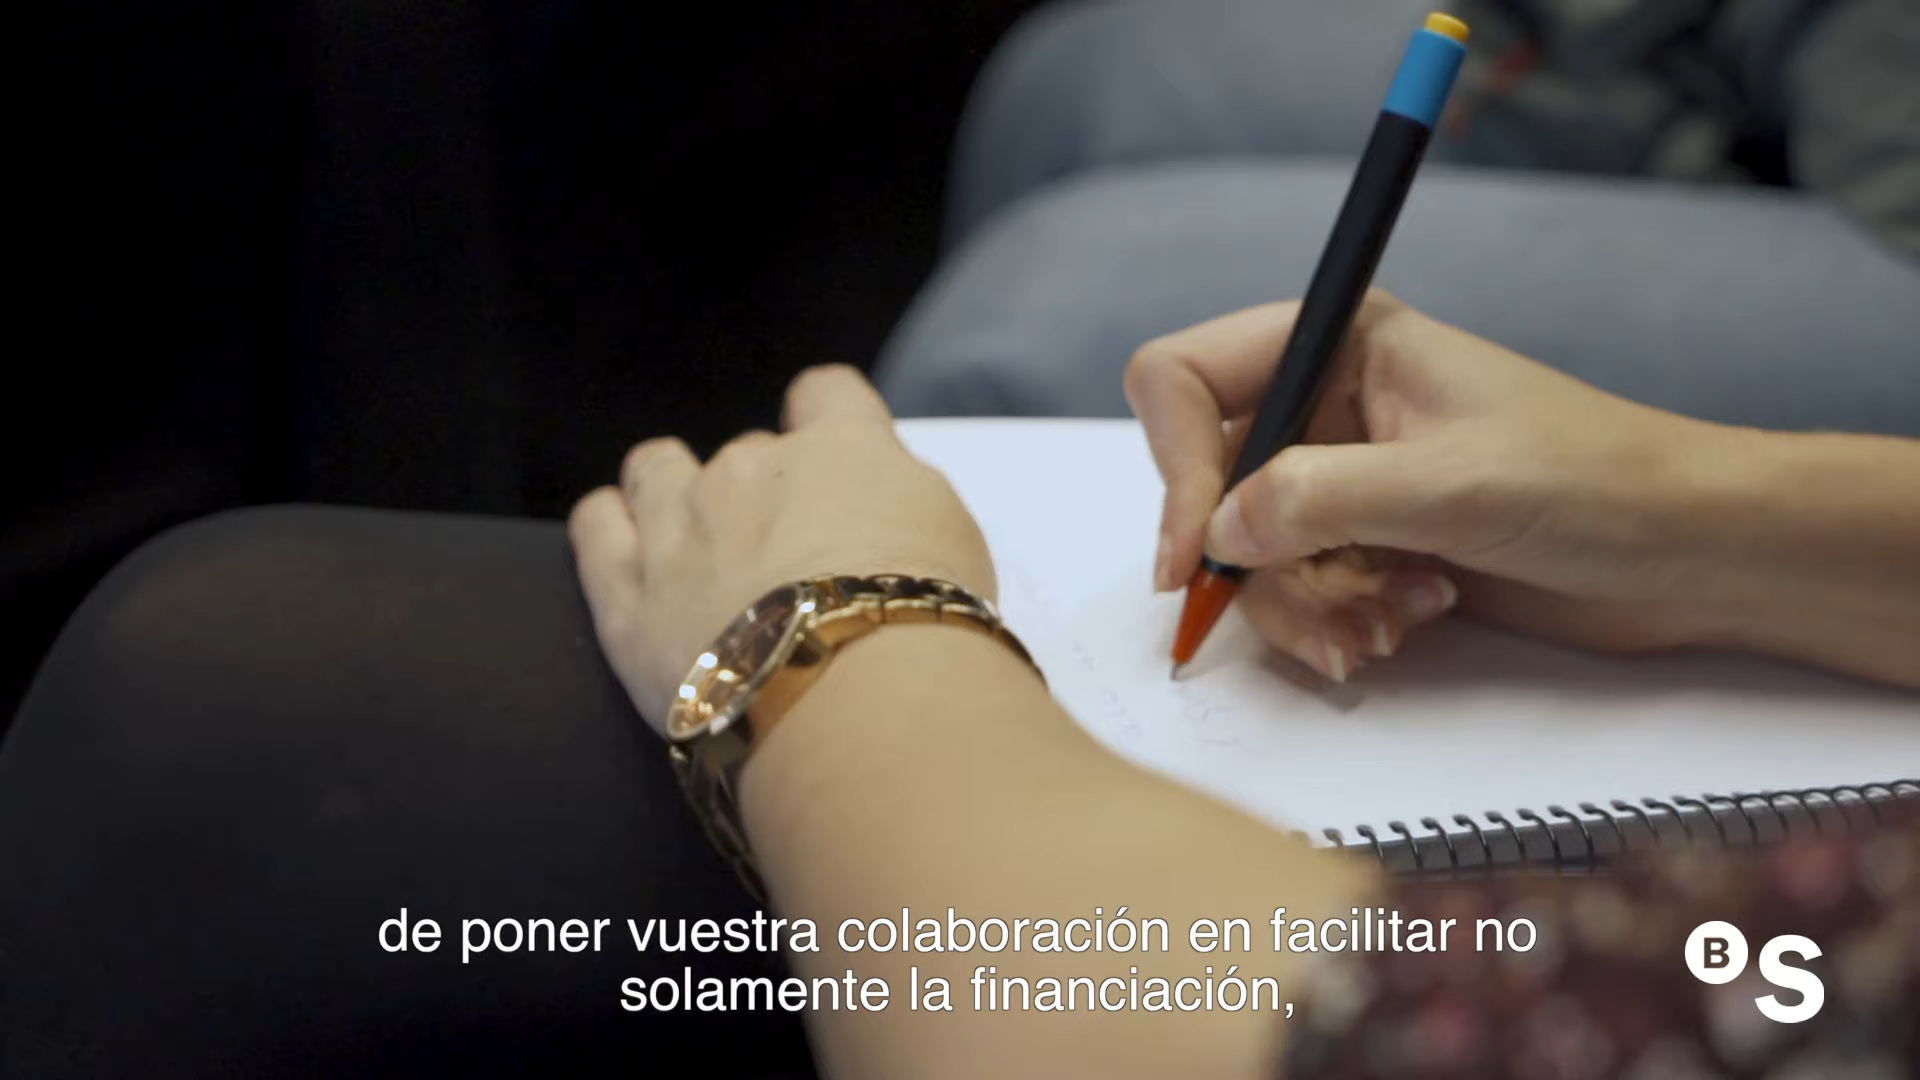 de poner vuestra colaboración en facilitar no
solamente la financiación,
B
S